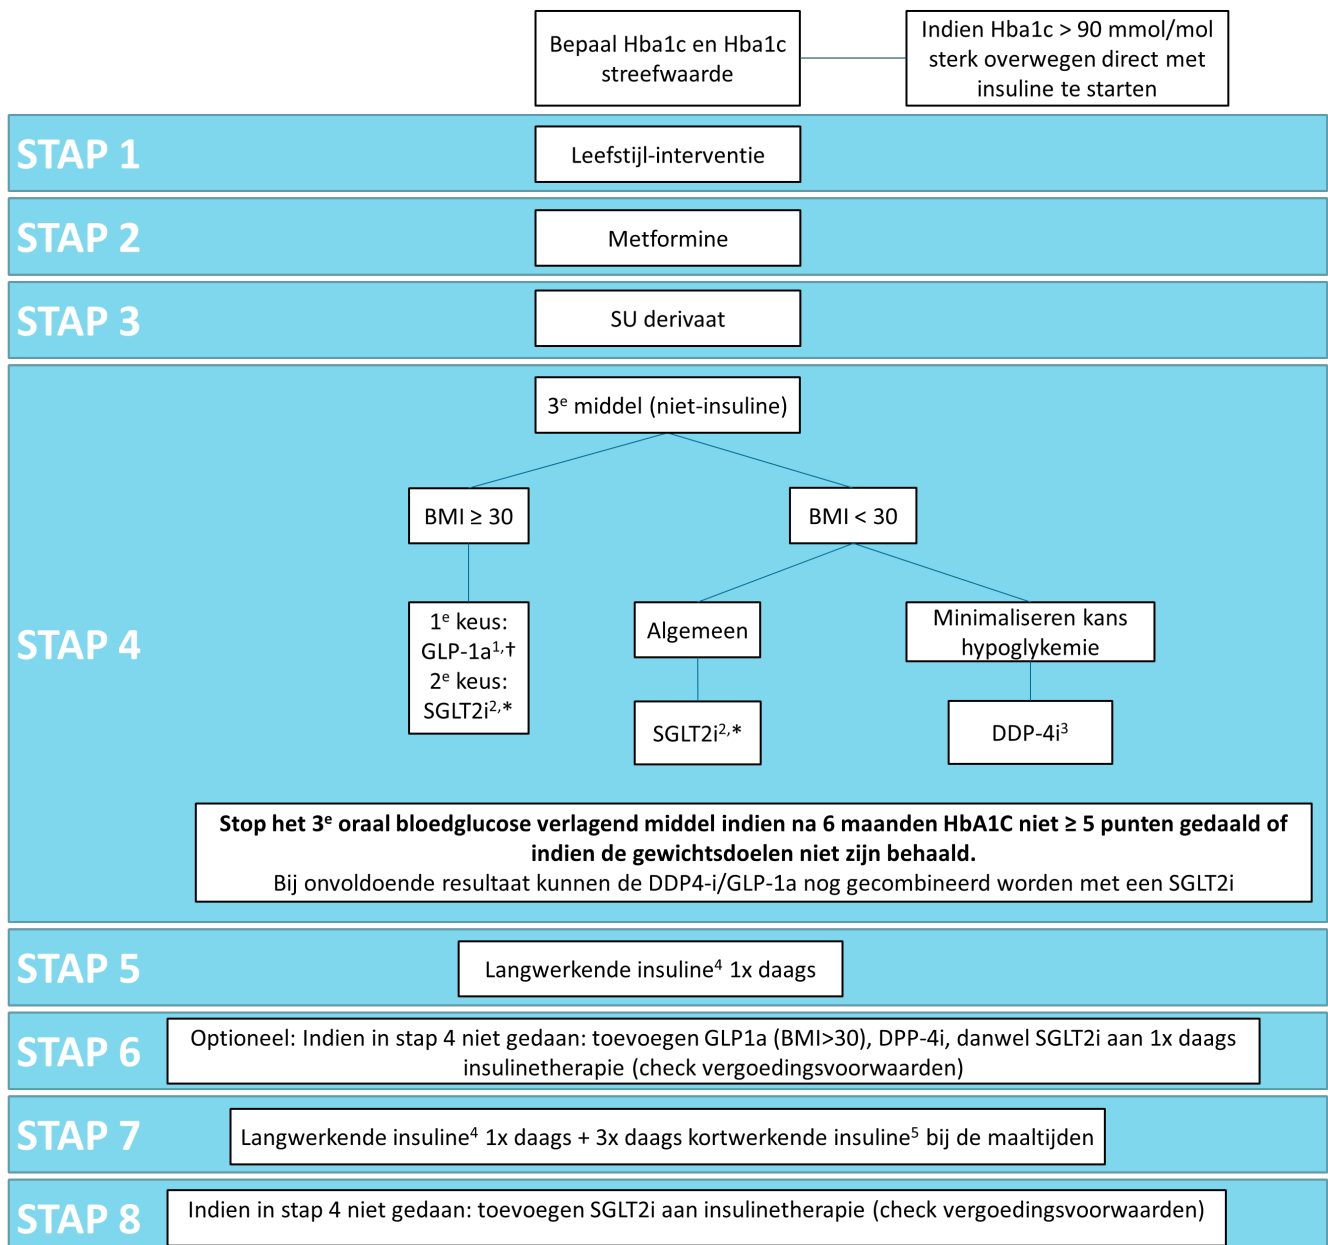 Bepaal Hba1c en Hba1c
streefwaarde
Indien Hba1c > 90 mmol/mol
sterk overwegen direct met
insuline te starten
STAP 1
Leefstijl-interventie
STAP 2
Metformine
STAP 3
SU derivaat
STAP 4
3e middel (niet-insuline)
BMI ≥ 30
BMI < 30
1e keus:
GLP-1a1,†
2e keus:
SGLT2i2,*
Algemeen
Minimaliseren kans
hypoglykemie
SGLT2i2,*
DDP-4i3
Stop het 3e oraal bloedglucose verlagend middel indien na 6 maanden HbA1C niet ≥ 5 punten gedaald of
indien de gewichtsdoelen niet zijn behaald.
Bij onvoldoende resultaat kunnen de DDP4-i/GLP-1a nog gecombineerd worden met een SGLT2i
STAP 5
Langwerkende insuline4 1x daags
STAP 6
Optioneel: Indien in stap 4 niet gedaan: toevoegen GLP1a (BMI>30), DPP-4i, danwel SGLT2i aan 1x daags
insulinetherapie (check vergoedingsvoorwaarden)
STAP 7
Langwerkende insuline4 1x daags + 3x daags kortwerkende insuline5 bij de maaltijden
STAP 8
Indien in stap 4 niet gedaan: toevoegen SGLT2i aan insulinetherapie (check vergoedingsvoorwaarden)